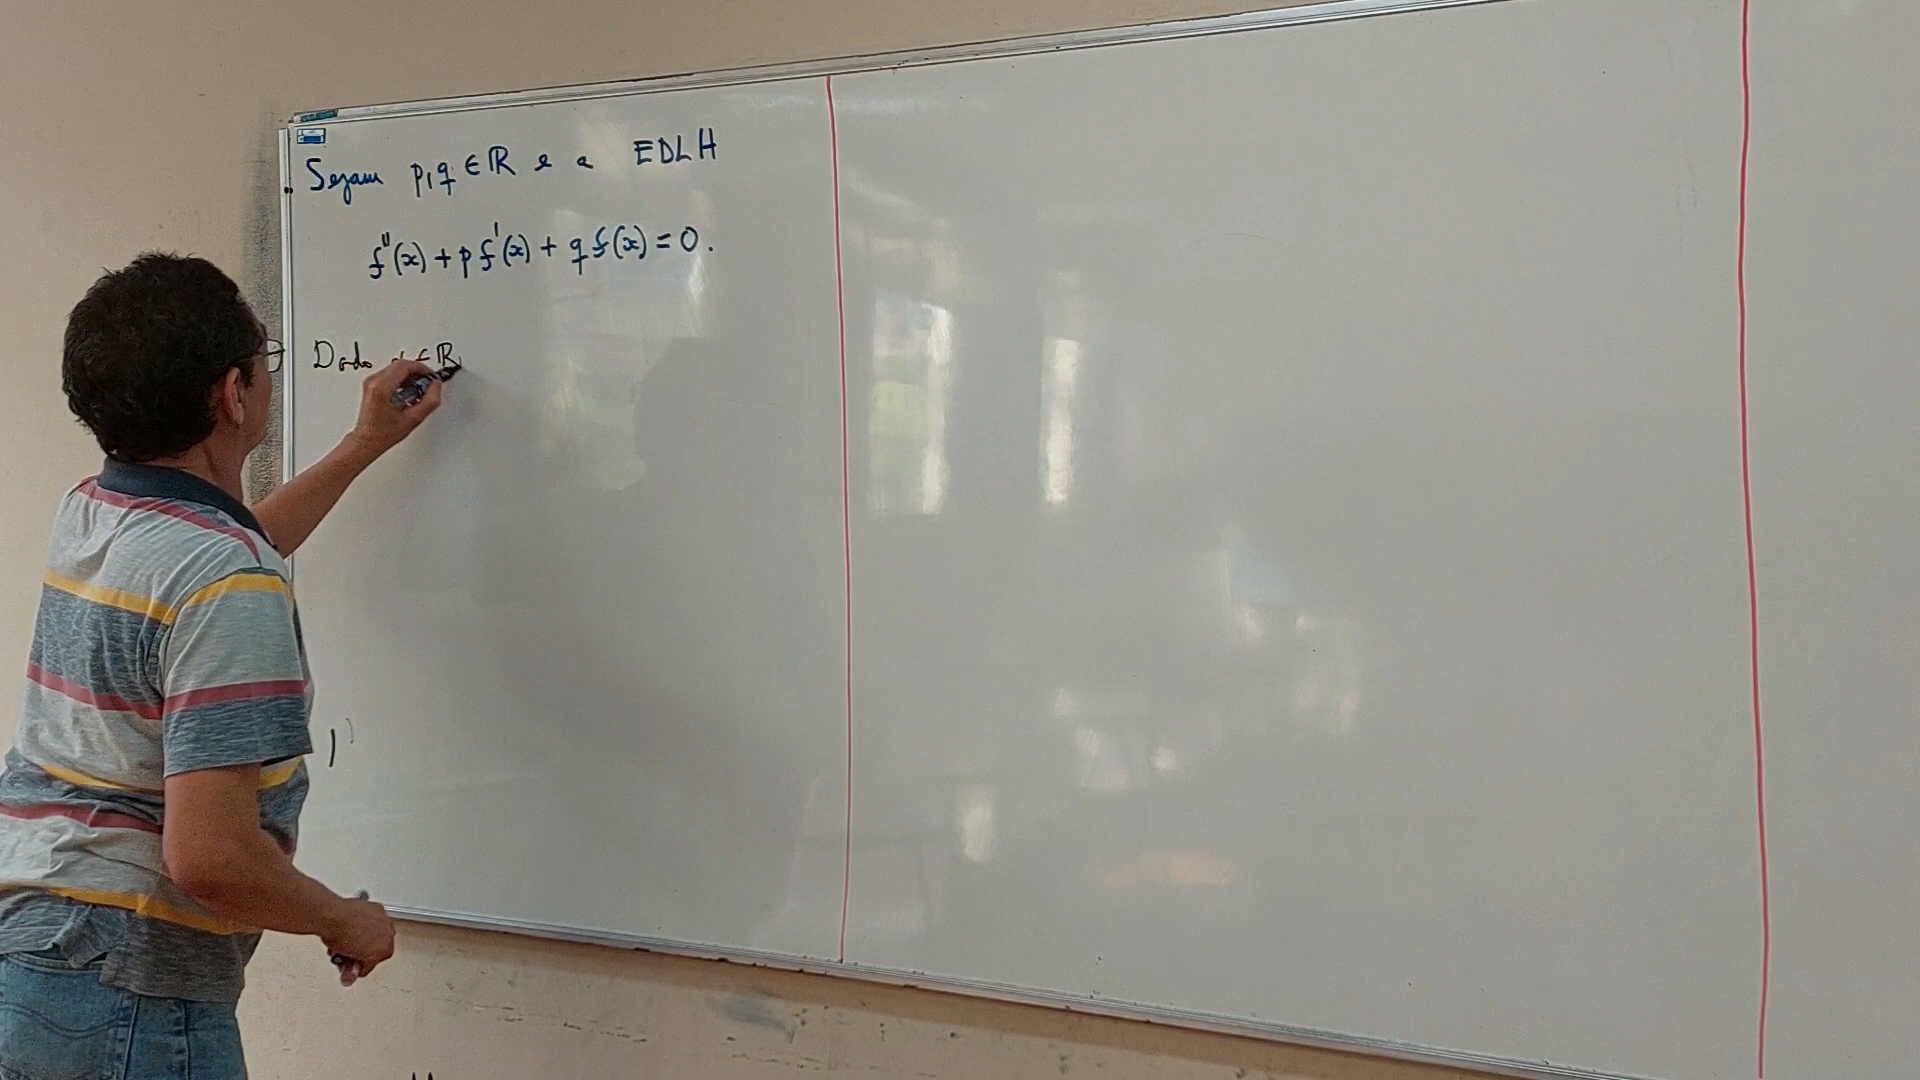 Sejam p,q ∈ ℝ e a EDLH
f''(x) + p f'(x) + q f(x) = 0.
Dado ∈ ℝ